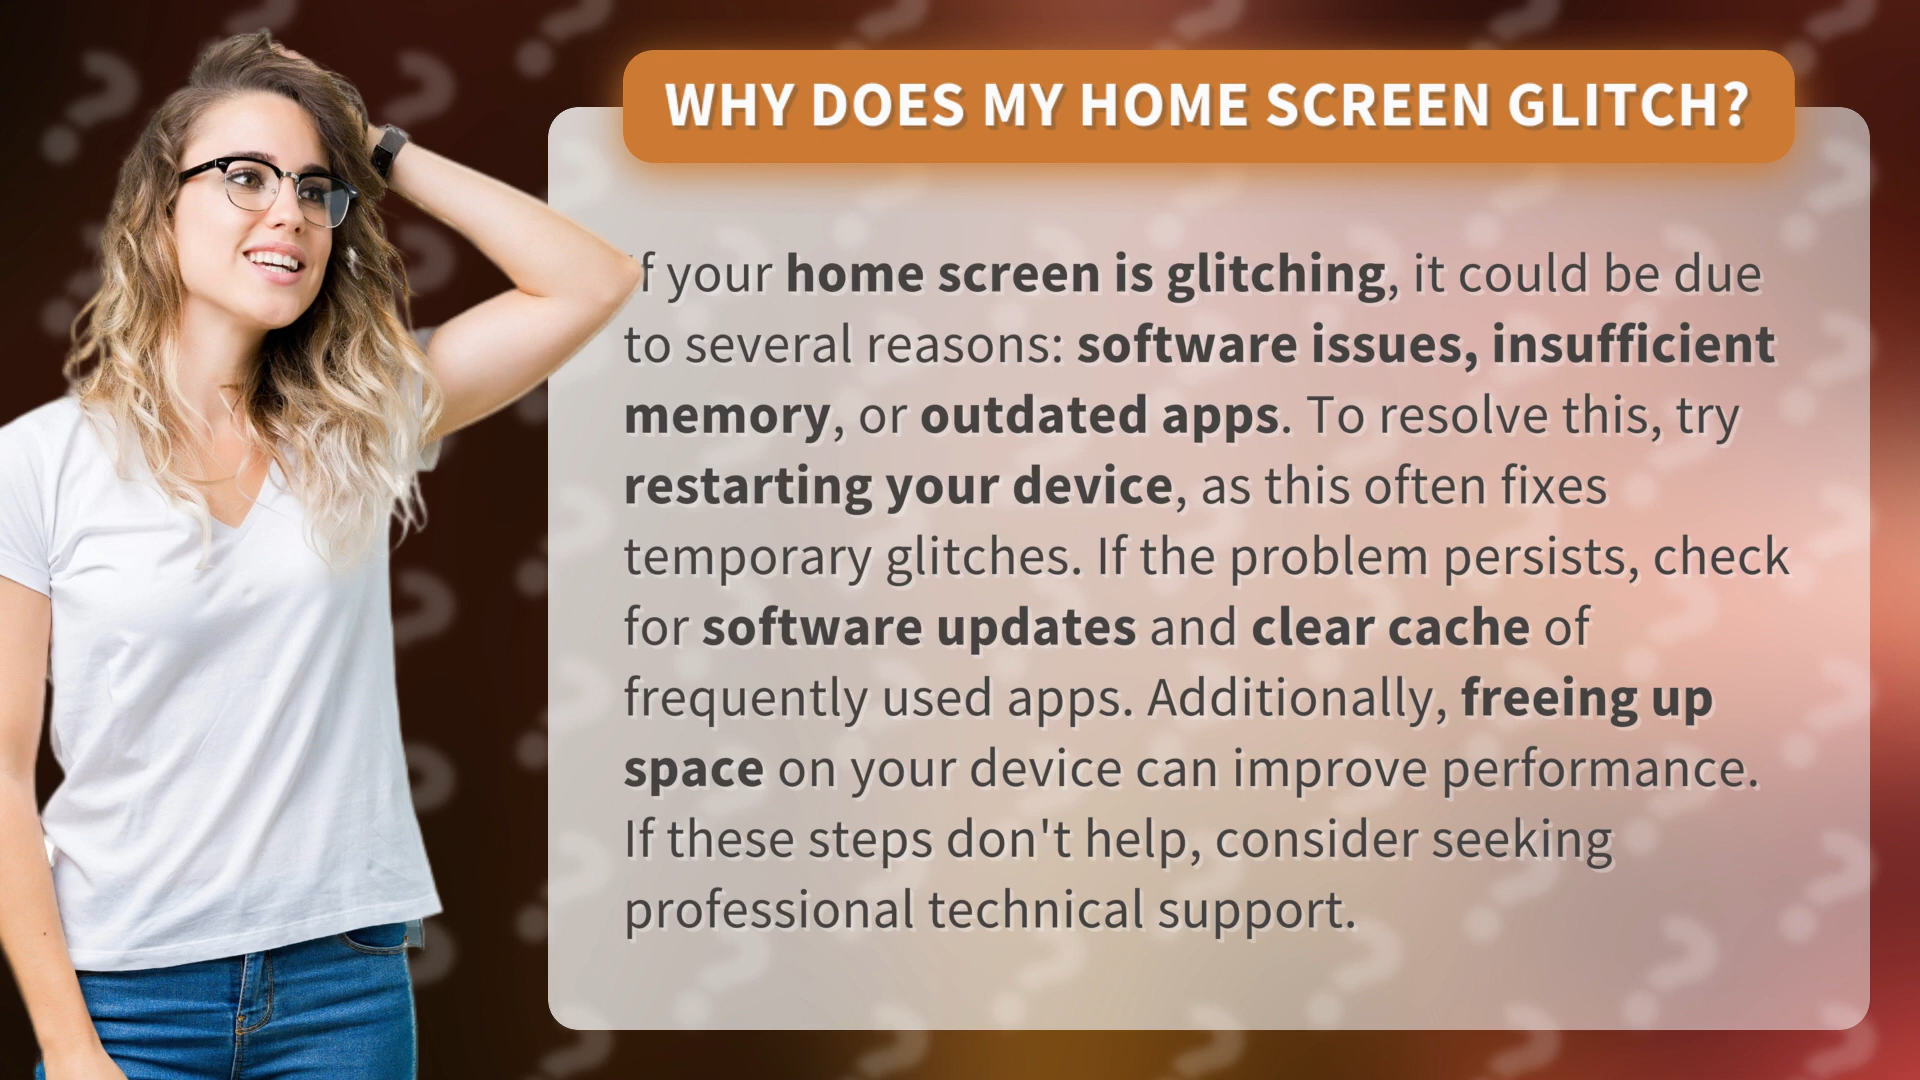 WHY DOES MY HOME SCREEN GLITCH?
If your home screen is glitching, it could be due
to several reasons: software issues, insufficient
memory, or outdated apps. To resolve this, try
restarting your device, as this often fixes
temporary glitches. If the problem persists, check
for software updates and clear cache of
frequently used apps. Additionally, freeing up
space on your device can improve performance.
If these steps don't help, consider seeking
professional technical support.